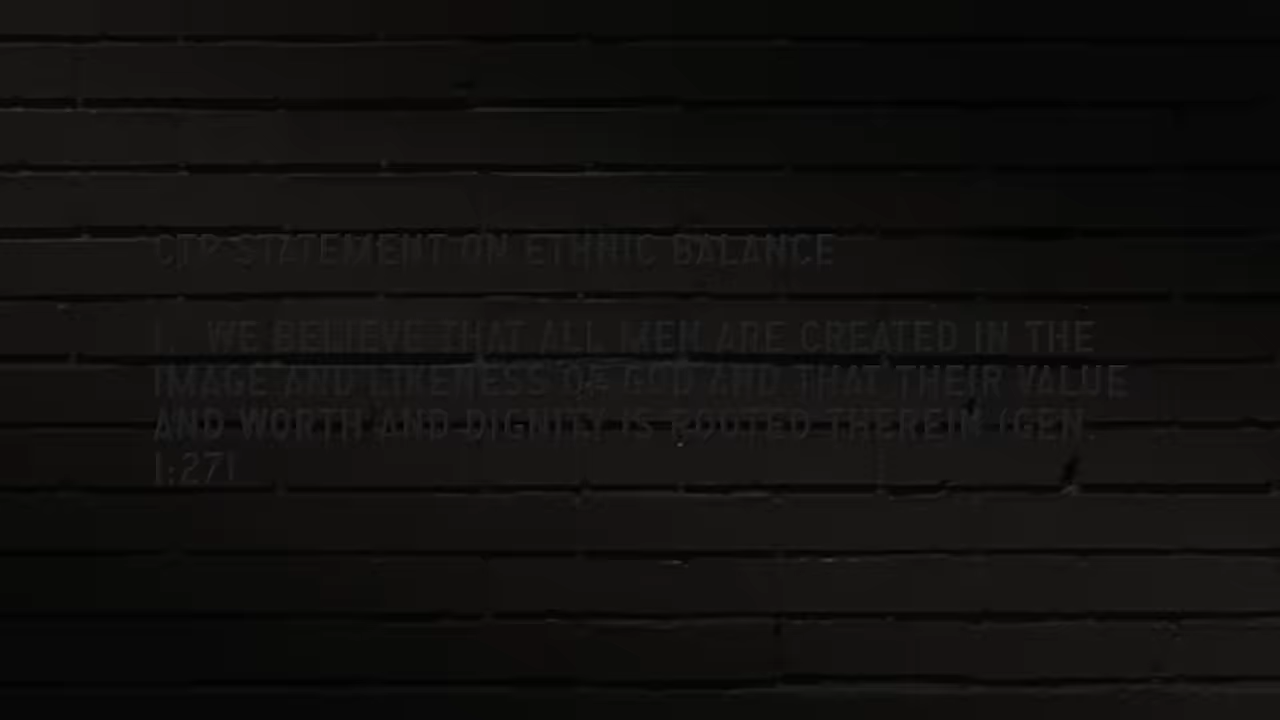 CTP STATEMENT ON ETHNIC BALANCE
1. WE BELIEVE THAT ALL MEN ARE CREATED IN THE
IMAGE AND LIKENESS OF GOD AND THAT THEIR VALUE
AND WORTH AND DIGNITY IS ROOTED THEREIN (GEN.
1:27)